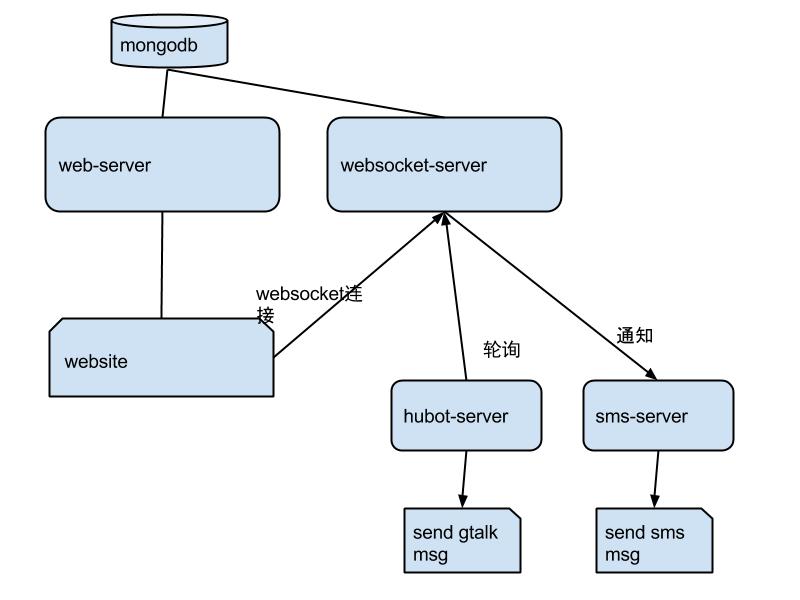 mongodb
web-server
websocket-server
websocket连
接
website
轮询
通知
hubot-server
sms-server
send gtalk
msg
send sms
msg